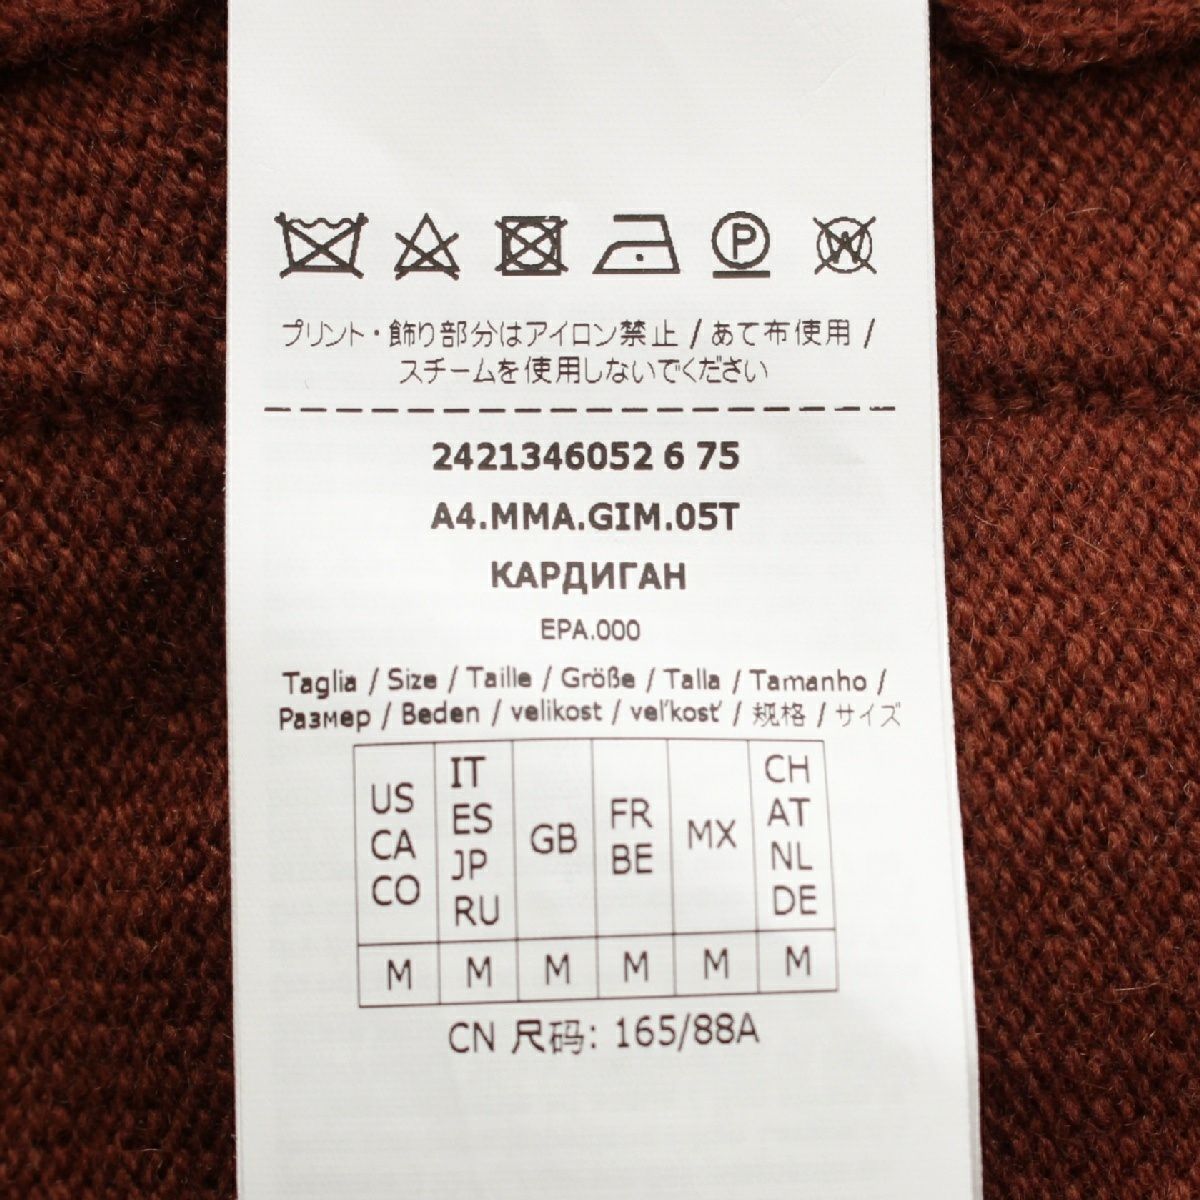 P W
プリント・飾り部分はアイロン禁止 / あて布使用 /
スチームを使用しないでください
2421346052 6 75
A4.MMA.GIM.05T
КАРДИГАН
EPA.000
Taglia / Size / Taille / Größe / Talla / Tamanho /
Размер / Beden / velikost / veľkosť / 规格 / サイズ
US CA CO IT ES JP RU GB FR BE MX CH AT NL DE
M M M M M M
CN 尺码: 165/88A